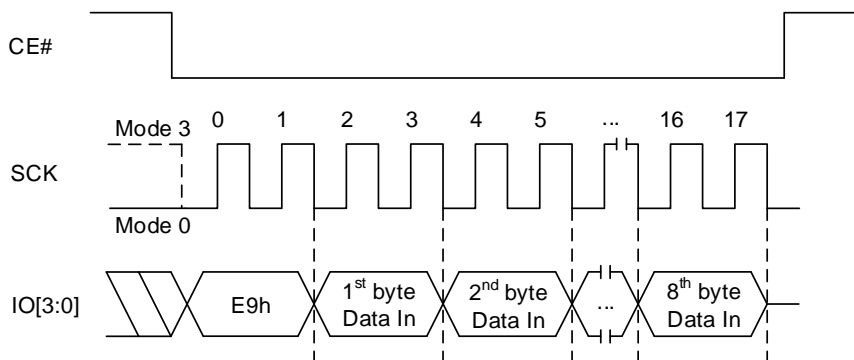 CE#
0 1 2 3 4 5 ... 16 17
Mode 3
SCK
Mode 0
IO[3:0]
E9h
1st byte
Data In
2nd byte
Data In
...
8th byte
Data In